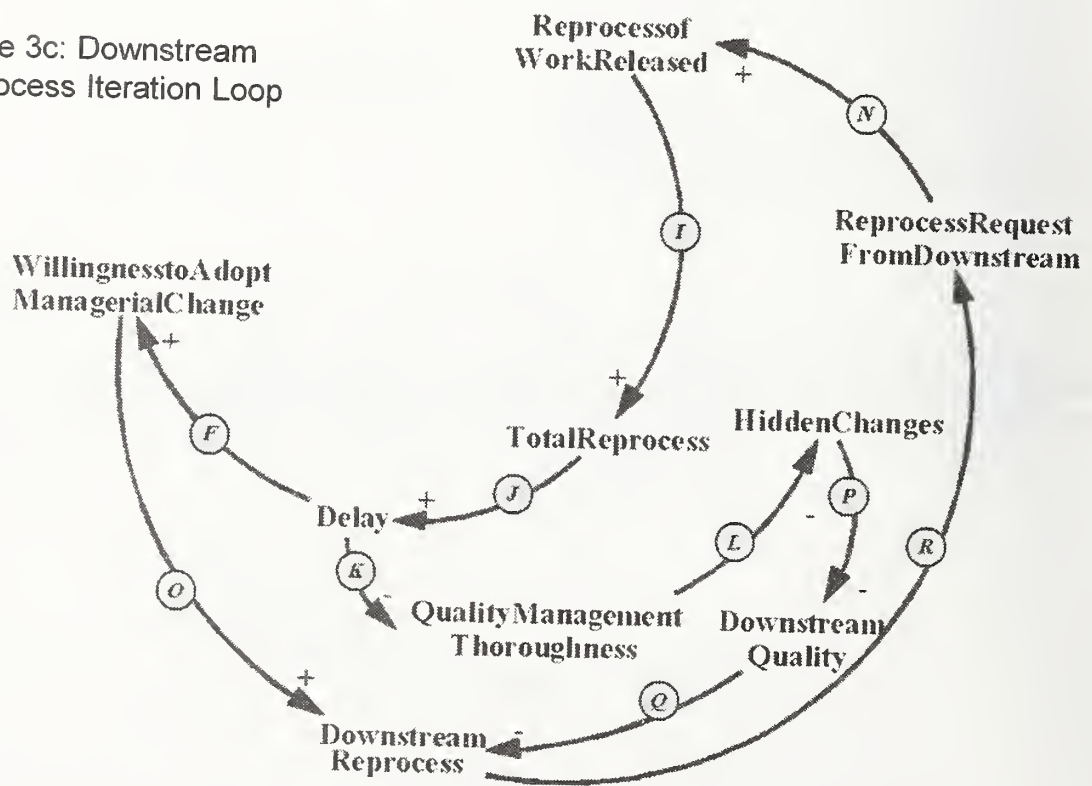 e 3c: Downstream
ocess Iteration Loop
Reprocessof
WorkReleased
+
N
I
ReprocessRequest
FromDownstream
WillingnesstoAdopt
ManagerialChange
+
F
+
TotalReprocess
HiddenChanges
J
+
Delay
P
-
L
R
K
-
O
QualityManagement
Thoroughness
-
Downstream
Quality
+
Q
-
Downstream
Reprocess